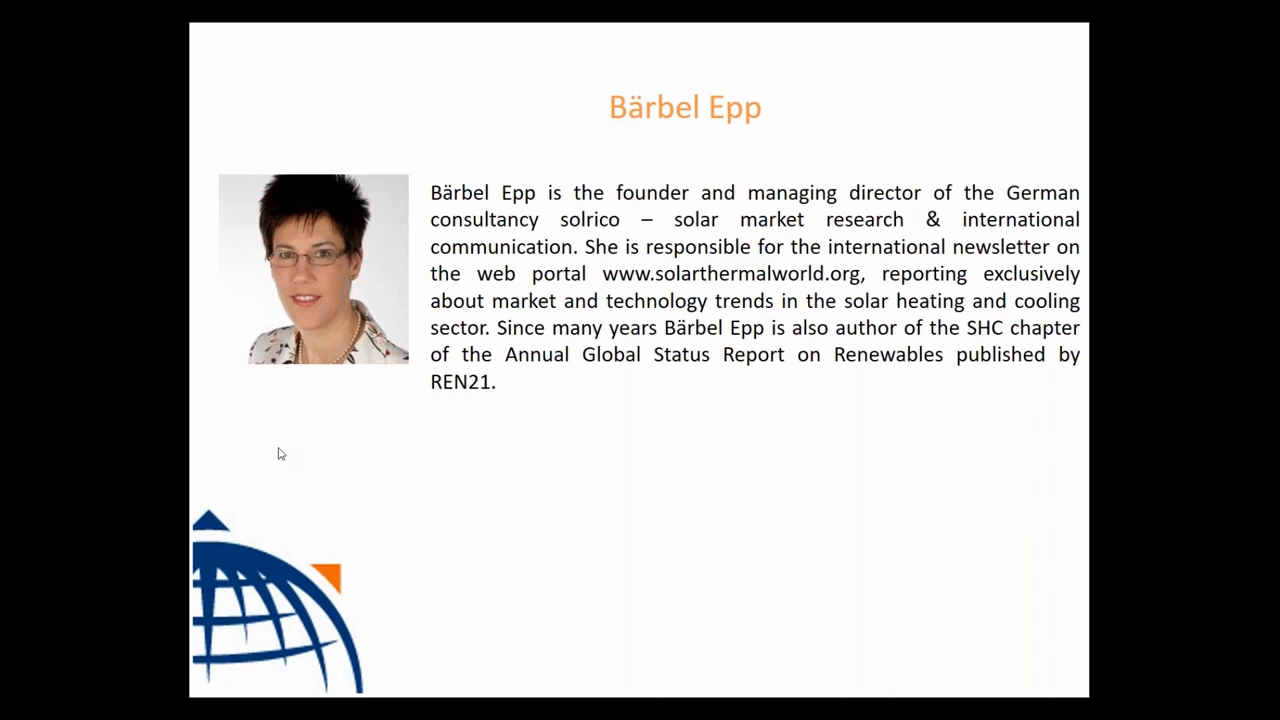 Bärbel Epp
Bärbel Epp is the founder and managing director of the German
consultancy solrico – solar market research & international
communication. She is responsible for the international newsletter on
the web portal www.solarthermalworld.org, reporting exclusively
about market and technology trends in the solar heating and cooling
sector. Since many years Bärbel Epp is also author of the SHC chapter
of the Annual Global Status Report on Renewables published by
REN21.